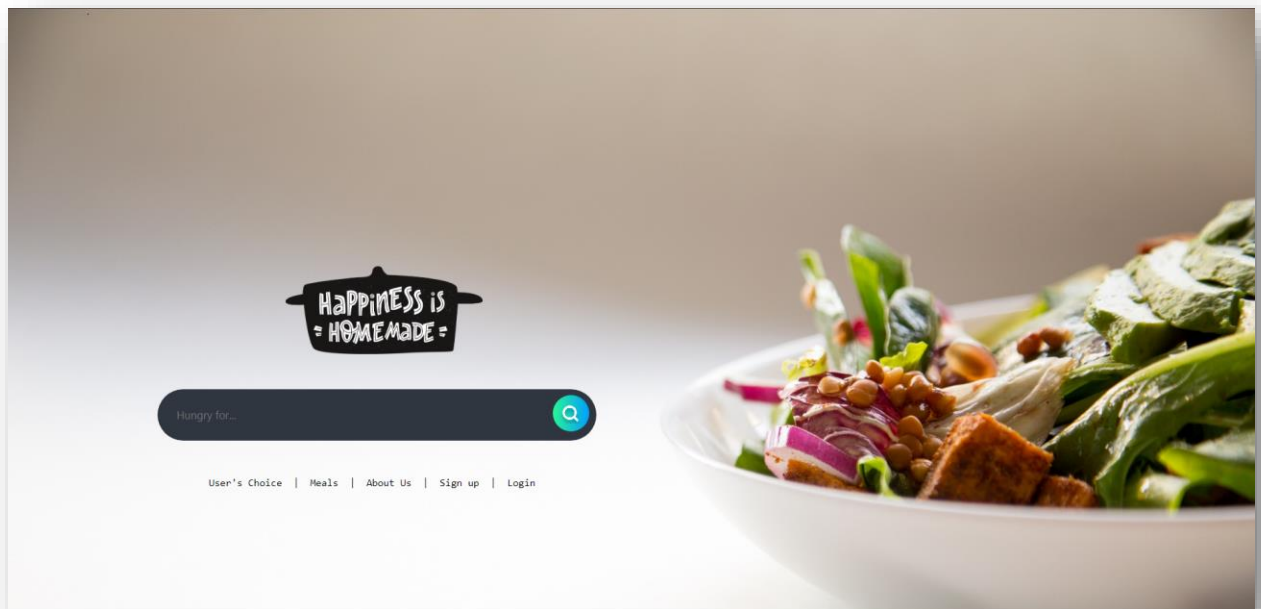 HaPPiNESS iS
= HOMEMaDE =
Hungry for...
User's Choice | Meals | About Us | Sign up | Login